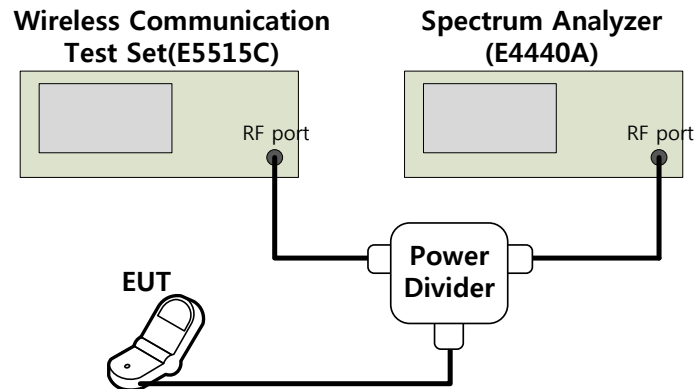 Wireless Communication
Test Set(E5515C)
Spectrum Analyzer
(E4440A)
RF port
RF port
Power
Divider
EUT